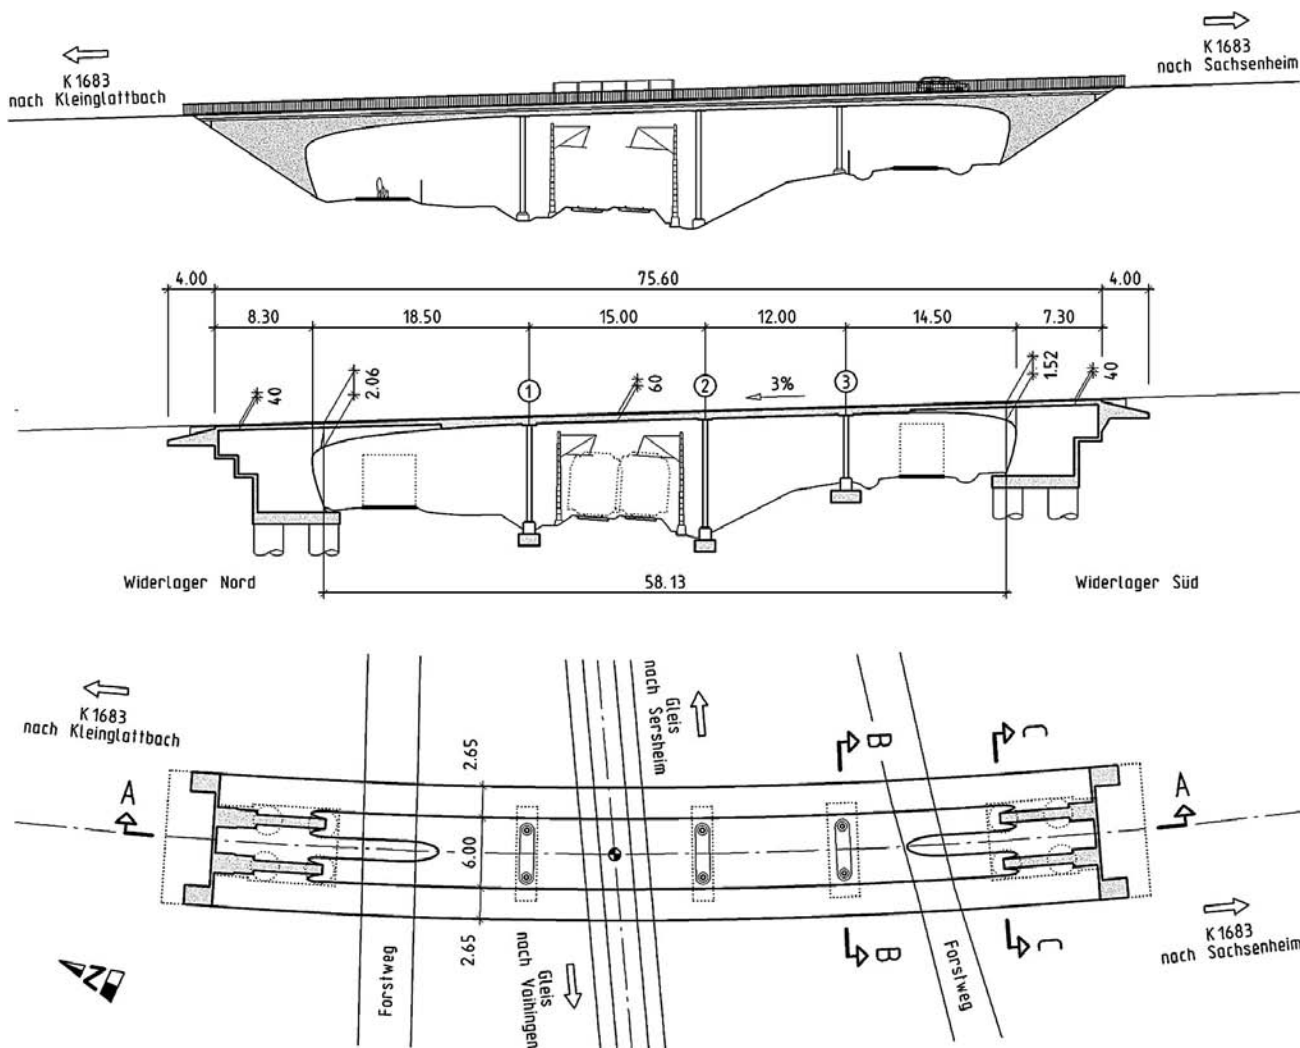 K 1683
nach Kleinglattbach
K 1683
nach Sachsenheim
4.00
75.60
4.00
8.30
18.50
15.00
12.00
14.50
7.30
40
2.06
1
60
2
3%
3
1.52
40
Widerlager Nord
58.13
Widerlager Süd
K 1683
nach Kleinglattbach
2.65
Gleis
nach Sersheim
B
C
A
A
6.00
2.65
Forstweg
Gleis
nach Vaihingen
B
Forstweg
C
K 1683
nach Sachsenheim
N